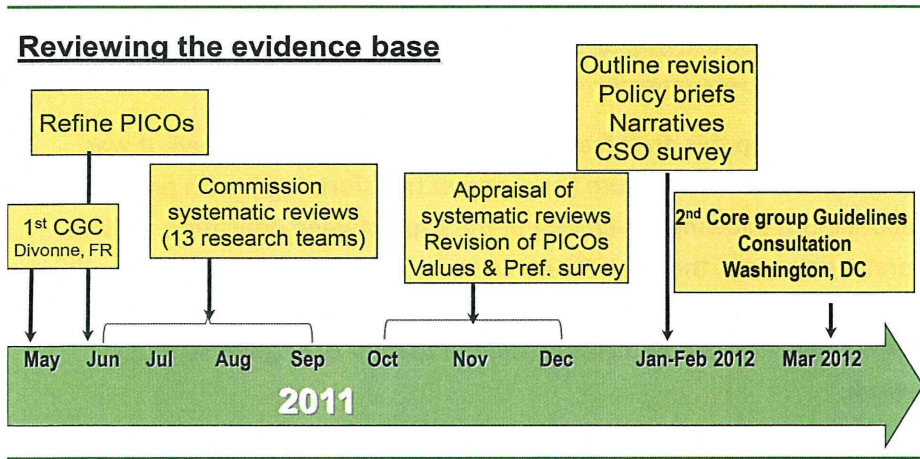 Reviewing the evidence base
Refine PICOs
1st CGC
Divonne, FR
Commission
systematic reviews
(13 research teams)
Appraisal of
systematic reviews
Revision of PICOs
Values & Pref. survey
Outline revision
Policy briefs
Narratives
CSO survey
2nd Core group Guidelines
Consultation
Washington, DC
May Jun Jul Aug Sep Oct Nov Dec Jan-Feb 2012 Mar 2012
2011